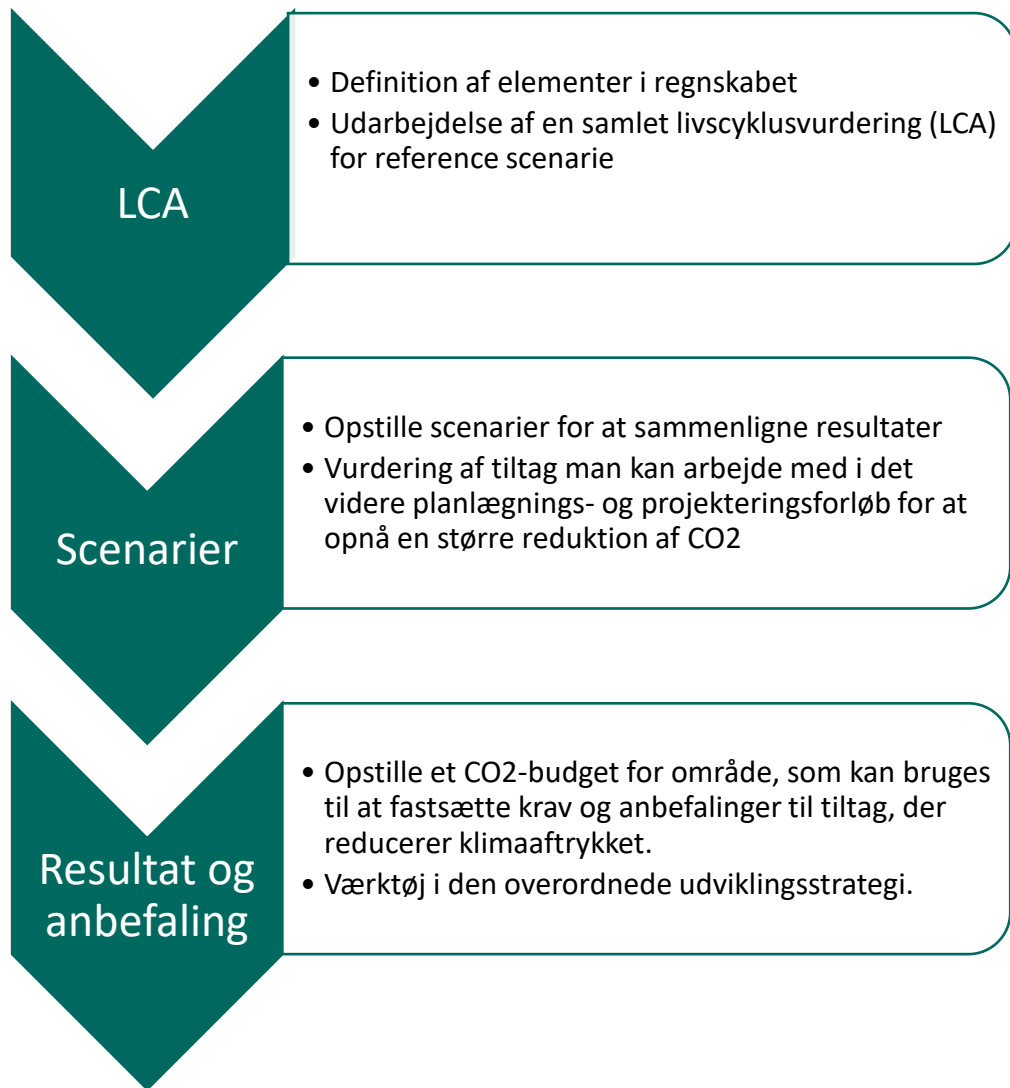 LCA
• Definition af elementer i regnskabet
• Udarbejdelse af en samlet livscyklusvurdering (LCA)
for reference scenarie
Scenarier
• Opstille scenarier for at sammenligne resultater
• Vurdering af tiltag man kan arbejde med i det
videre planlægnings- og projekteringsforløb for at
opnå en større reduktion af CO2
Resultat og
anbefaling
• Opstille et CO2-budget for område, som kan bruges
til at fastsætte krav og anbefalinger til tiltag, der
reducerer klimaaftrykket.
• Værktøj i den overordnede udviklingsstrategi.